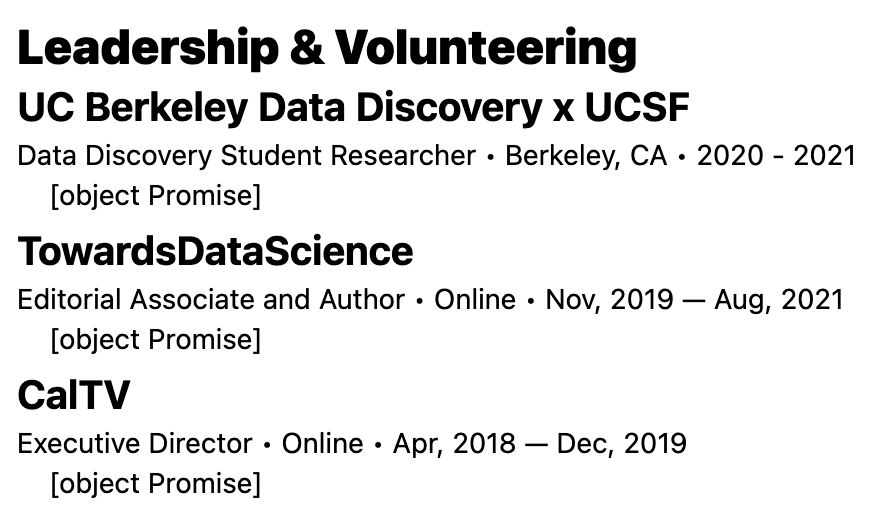 Leadership & Volunteering
UC Berkeley Data Discovery x UCSF
Data Discovery Student Researcher • Berkeley, CA • 2020 - 2021
[object Promise]
TowardsDataScience
Editorial Associate and Author • Online • Nov, 2019 — Aug, 2021
[object Promise]
CalTV
Executive Director • Online • Apr, 2018 — Dec, 2019
[object Promise]